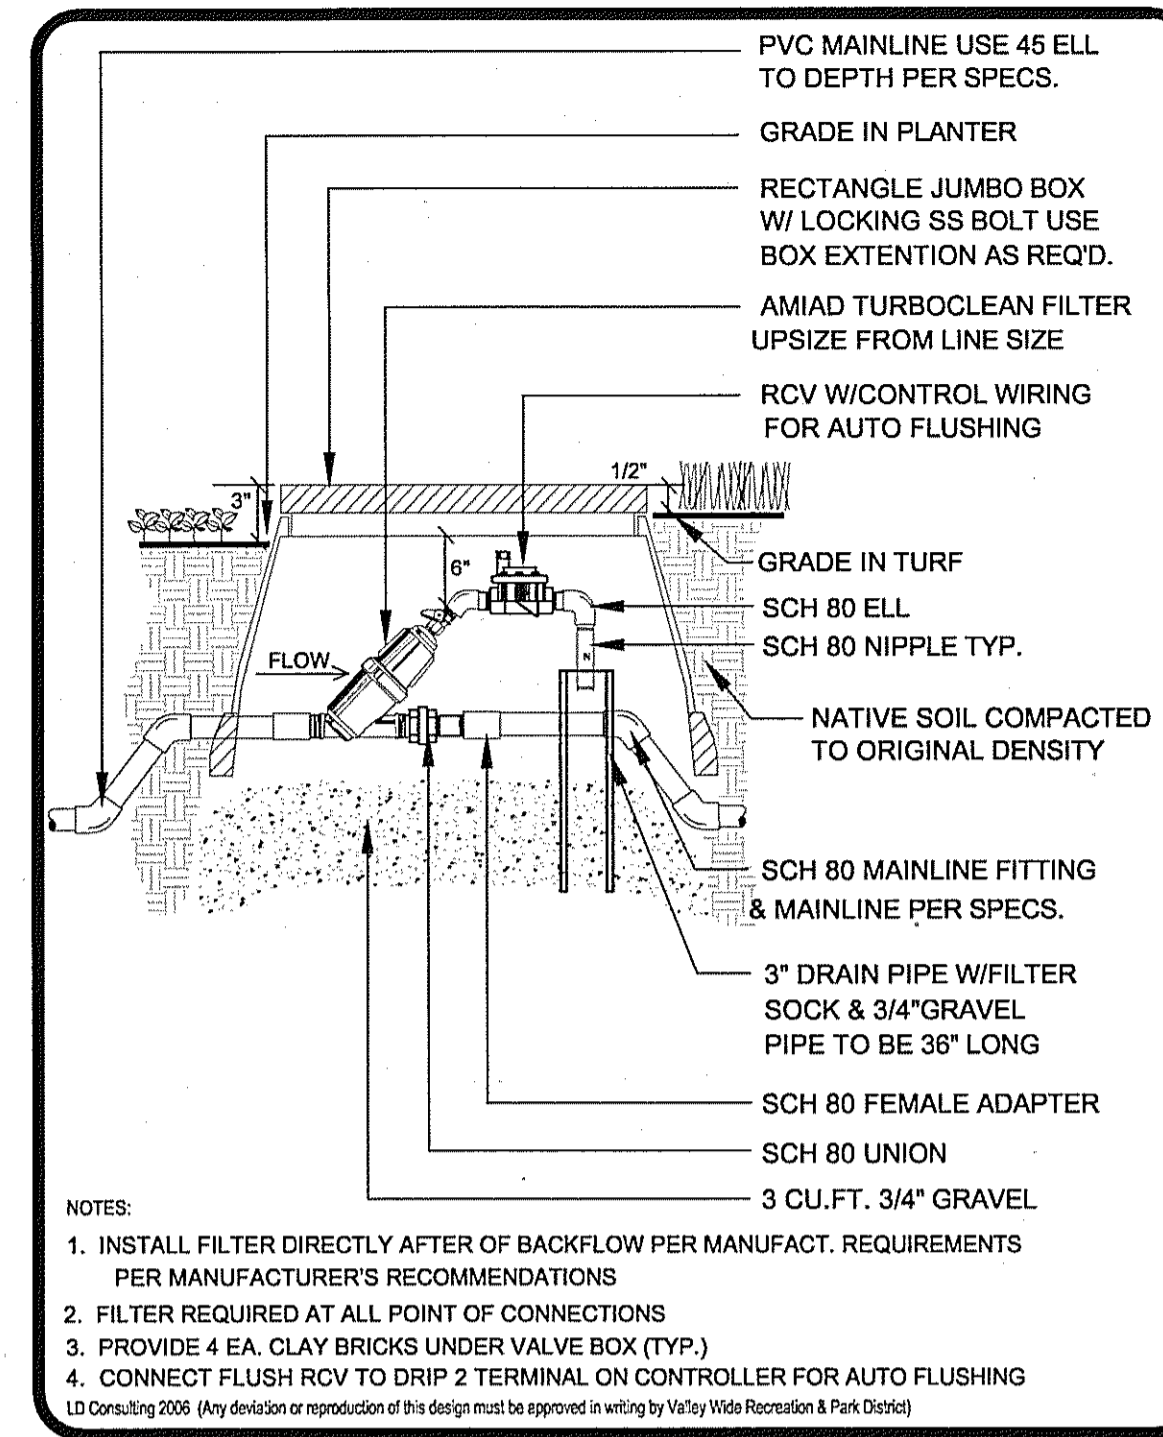 PVC MAINLINE USE 45 ELL
TO DEPTH PER SPECS.
GRADE IN PLANTER
RECTANGLE JUMBO BOX
W/ LOCKING SS BOLT USE
BOX EXTENTION AS REQ'D.
AMIAD TURBOCLEAN FILTER
UPSIZE FROM LINE SIZE
RCV W/CONTROL WIRING
FOR AUTO FLUSHING
1/2"
3"
6"
GRADE IN TURF
SCH 80 ELL
SCH 80 NIPPLE TYP.
N
FLOW
NATIVE SOIL COMPACTED
TO ORIGINAL DENSITY
SCH 80 MAINLINE FITTING
& MAINLINE PER SPECS.
3" DRAIN PIPE W/FILTER
SOCK & 3/4"GRAVEL
PIPE TO BE 36" LONG
SCH 80 FEMALE ADAPTER
SCH 80 UNION
3 CU.FT. 3/4" GRAVEL
NOTES:
1. INSTALL FILTER DIRECTLY AFTER OF BACKFLOW PER MANUFACT. REQUIREMENTS
PER MANUFACTURER'S RECOMMENDATIONS
2. FILTER REQUIRED AT ALL POINT OF CONNECTIONS
3. PROVIDE 4 EA. CLAY BRICKS UNDER VALVE BOX (TYP.)
4. CONNECT FLUSH RCV TO DRIP 2 TERMINAL ON CONTROLLER FOR AUTO FLUSHING
LD Consulting 2006 (Any deviation or reproduction of this design must be approved in writing by Valley Wide Recreation & Park District)